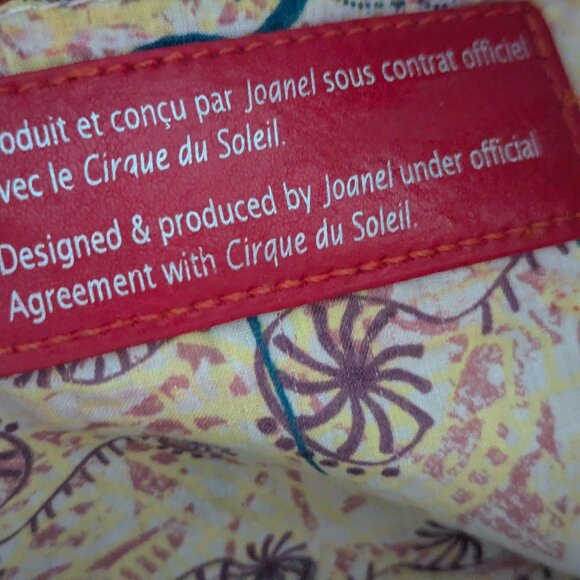 oduit et conçu par Joanel sous contrat officiel
vec le Cirque du Soleil.
Designed & produced by Joanel under official
Agreement with Cirque du Soleil.